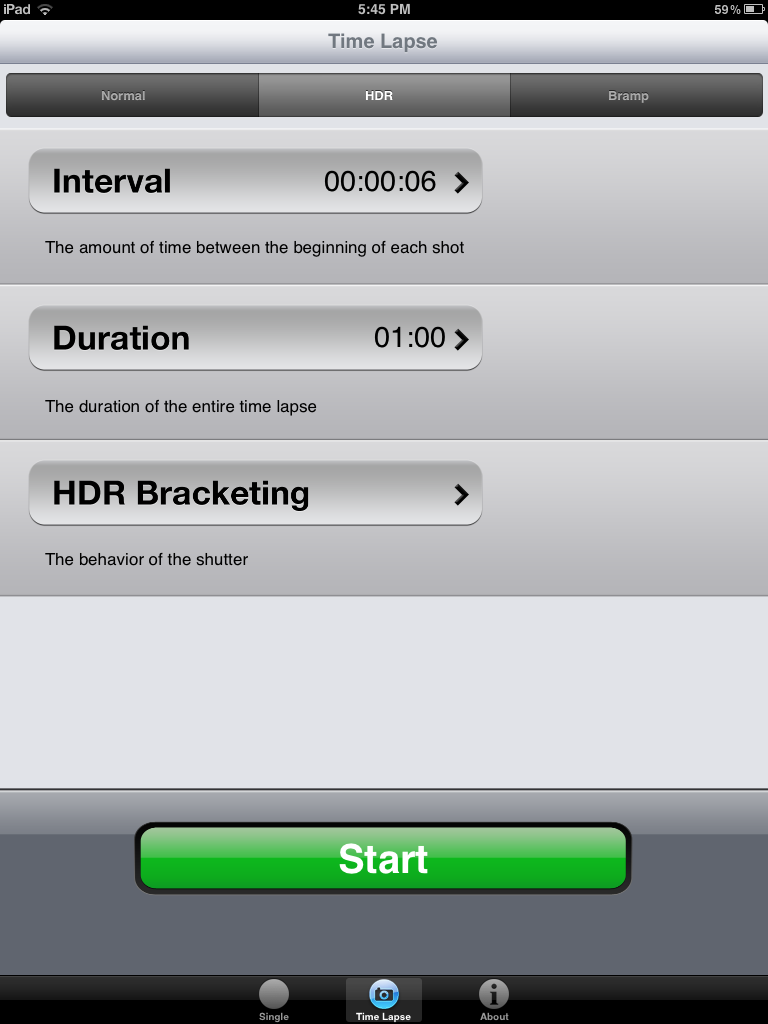 iPad 5:45 PM 59%
Time Lapse
Normal HDR Bramp
Interval 00:00:06
The amount of time between the beginning of each shot
Duration 01:00
The duration of the entire time lapse
HDR Bracketing
The behavior of the shutter
Start
Single Time Lapse About